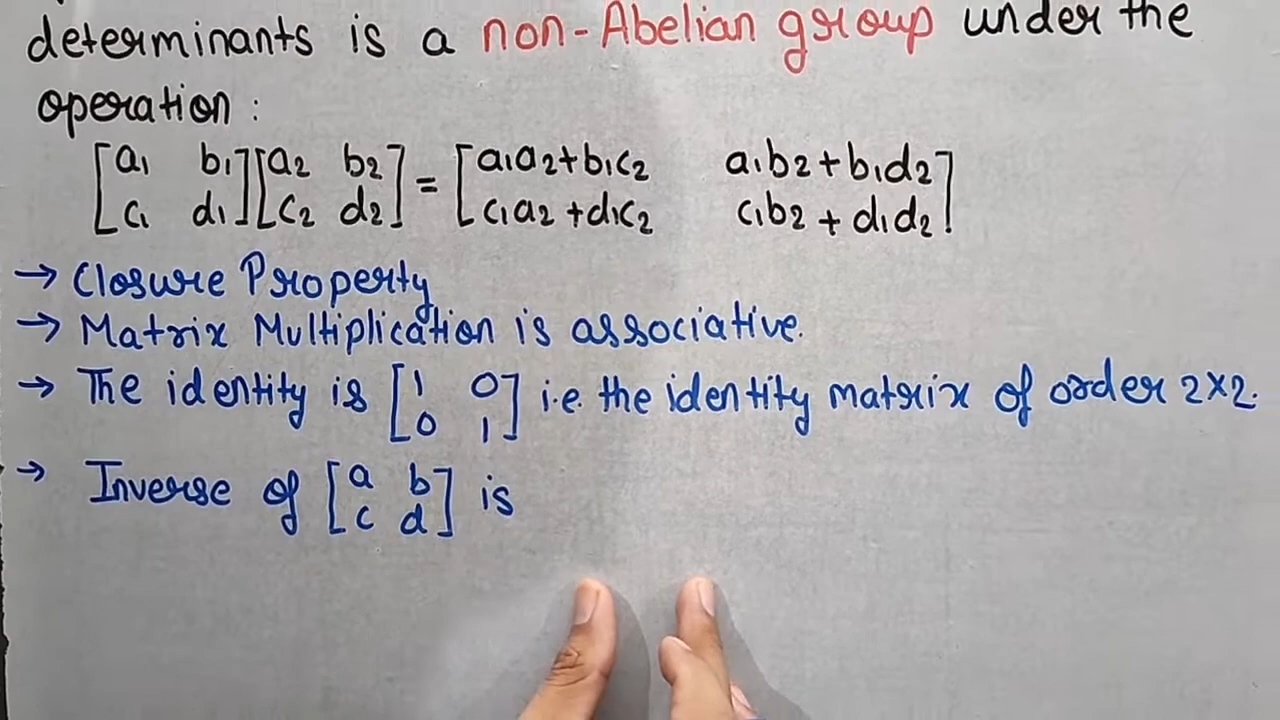 determinants is a non-Abelian group under the
operation :
[a₁ b₁ c₁ d₁][a₂ b₂ c₂ d₂] = [a₁a₂+b₁c₂ a₁b₂+b₁d₂ c₁a₂+d₁c₂ c₁b₂+d₁d₂]
→ Closure Property
→ Matrix Multiplication is associative.
→ The identity is [1 0 0 1] i.e. the identity matrix of order 2×2.
→ Inverse of [a b c d] is